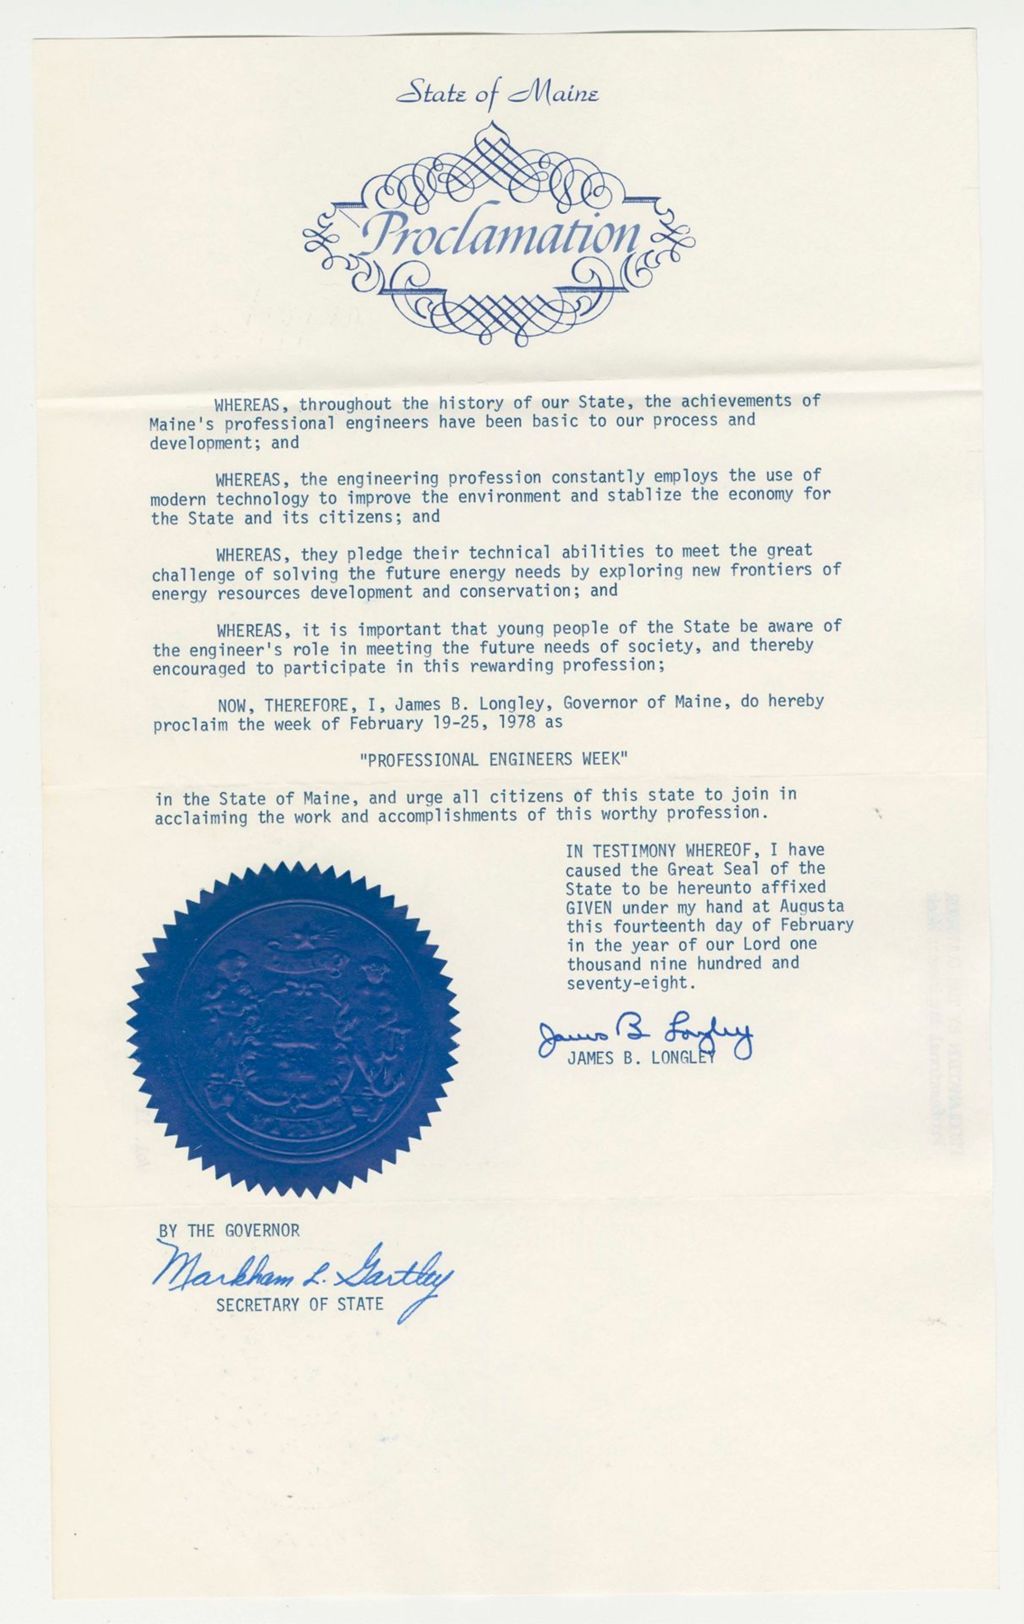 State of Maine
Proclamation
WHEREAS, throughout the history of our State, the achievements of
Maine's professional engineers have been basic to our process and
development; and
WHEREAS, the engineering profession constantly employs the use of
modern technology to improve the environment and stablize the economy for
the State and its citizens; and
WHEREAS, they pledge their technical abilities to meet the great
challenge of solving the future energy needs by exploring new frontiers of
energy resources development and conservation; and
WHEREAS, it is important that young people of the State be aware of
the engineer's role in meeting the future needs of society, and thereby
encouraged to participate in this rewarding profession;
NOW, THEREFORE, I, James B. Longley, Governor of Maine, do hereby
proclaim the week of February 19-25, 1978 as
"PROFESSIONAL ENGINEERS WEEK"
in the State of Maine, and urge all citizens of this state to join in
acclaiming the work and accomplishments of this worthy profession.
IN TESTIMONY WHEREOF, I have
caused the Great Seal of the
State to be hereunto affixed
GIVEN under my hand at Augusta
this fourteenth day of February
in the year of our Lord one
thousand nine hundred and
seventy-eight.
James B Longley
JAMES B. LONGLEY
MAINE
BY THE GOVERNOR
Markham L. Gartley
SECRETARY OF STATE